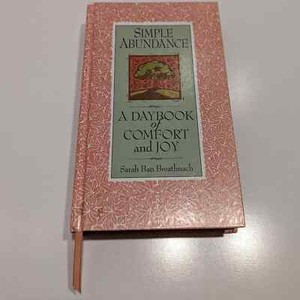 SIMPLE
ABUNDANCE
A DAYBOOK
of
COMFORT
and JOY
Sarah Ban Breathnach